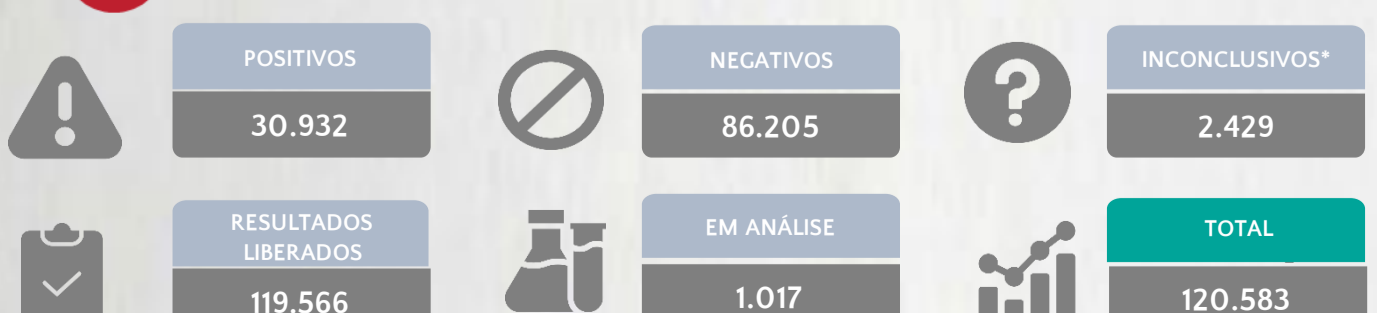 POSITIVOS
30.932
NEGATIVOS
86.205
INCONCLUSIVOS*
2.429
RESULTADOS
LIBERADOS
119.566
EM ANÁLISE
1.017
TOTAL
120.583